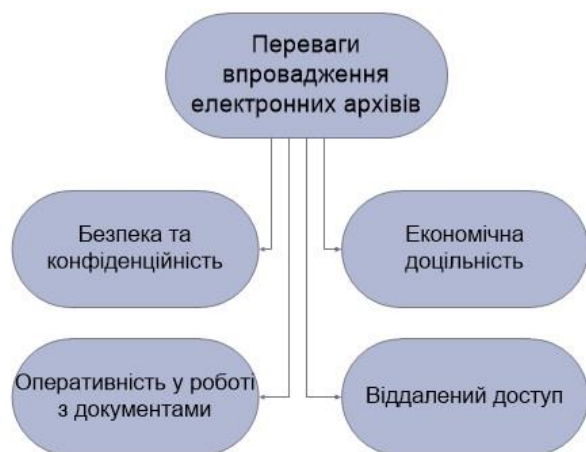 Переваги
впровадження
електронних архівів
Безпека та
конфіденційність
Економічна
доцільність
Оперативність у роботі
з документами
Віддалений доступ